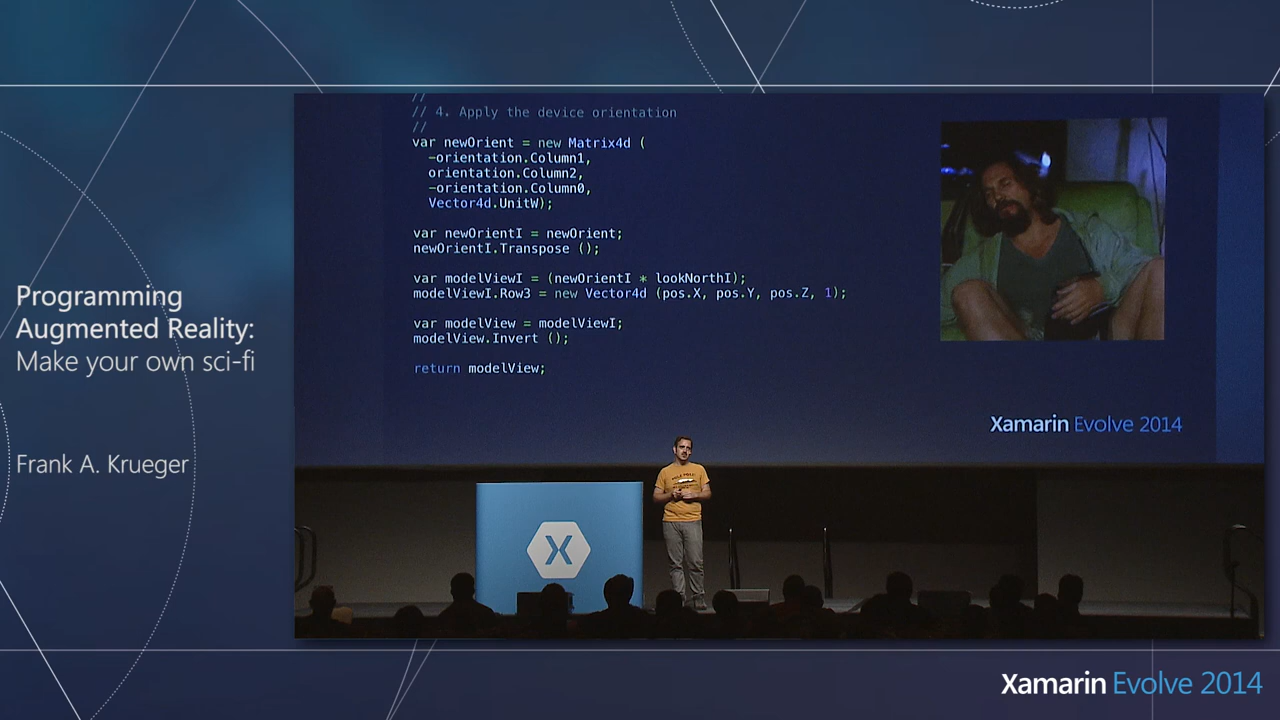 Programming
Augmented Reality:
Make your own sci-fi
Frank A. Krueger
//
// 4. Apply the device orientation
//
var newOrient = new Matrix4d (
-orientation.Column1,
orientation.Column2,
-orientation.Column0,
Vector4d.UnitW);
var newOrientI = newOrient;
newOrientI.Transpose ();
var modelViewI = (newOrientI * lookNorthI);
modelViewI.Row3 = new Vector4d (pos.X, pos.Y, pos.Z, 1);
var modelView = modelViewI;
modelView.Invert ();
return modelView;
Xamarin Evolve 2014
X
Xamarin Evolve 2014